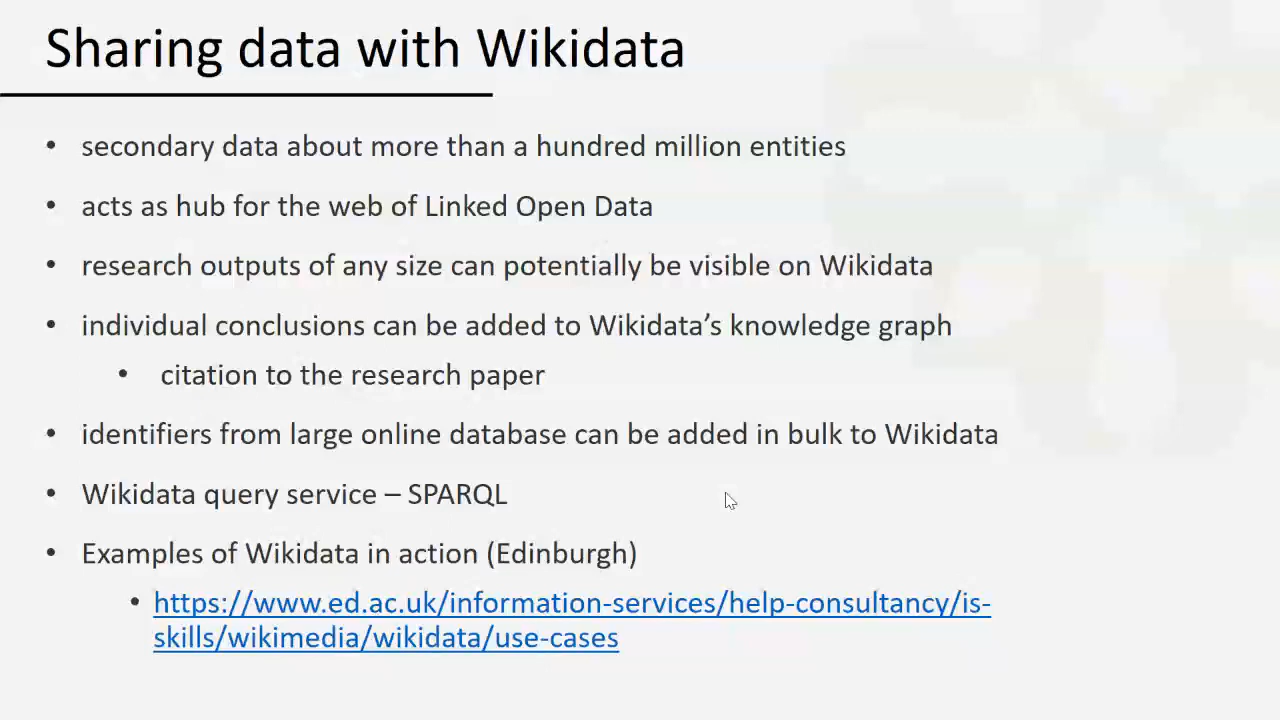 Sharing data with Wikidata
• secondary data about more than a hundred million entities
• acts as hub for the web of Linked Open Data
• research outputs of any size can potentially be visible on Wikidata
• individual conclusions can be added to Wikidata’s knowledge graph
• citation to the research paper
• identifiers from large online database can be added in bulk to Wikidata
• Wikidata query service – SPARQL
• Examples of Wikidata in action (Edinburgh)
• https://www.ed.ac.uk/information-services/help-consultancy/is-
skills/wikimedia/wikidata/use-cases